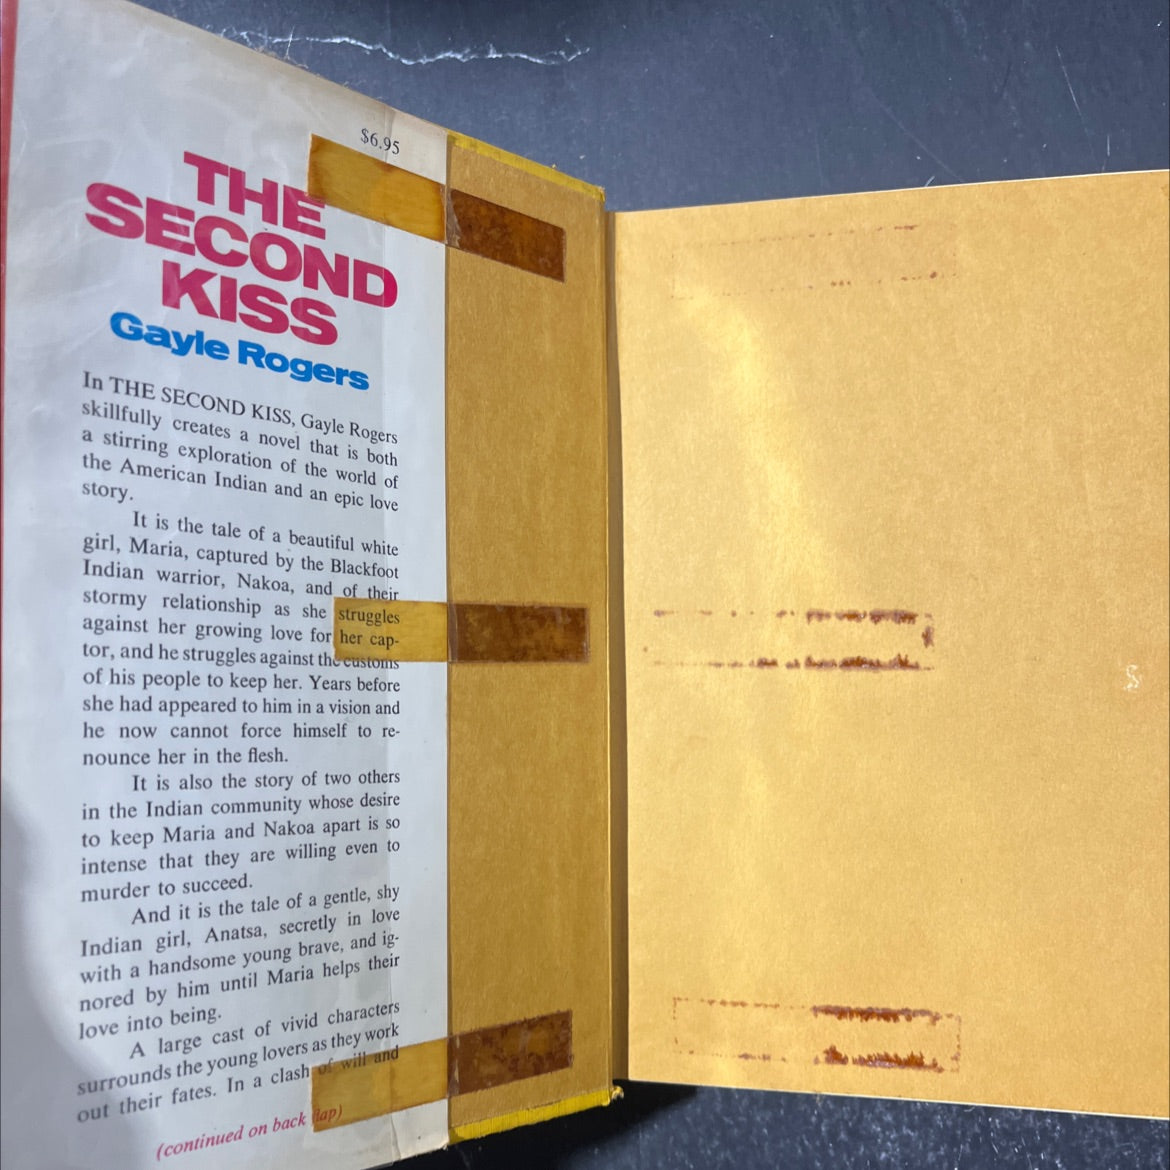 $6.95
THE
SECOND
KISS
Gayle Rogers
In THE SECOND KISS, Gayle Rogers
skillfully creates a novel that is both
a stirring exploration of the world of
the American Indian and an epic love
story.
It is the tale of a beautiful white
girl, Maria, captured by the Blackfoot
Indian warrior, Nakoa, and of their
stormy relationship as she struggles
against her growing love for her cap-
tor, and he struggles against the customs
of his people to keep her. Years before
she had appeared to him in a vision and
he now cannot force himself to re-
nounce her in the flesh.
It is also the story of two others
in the Indian community whose desire
to keep Maria and Nakoa apart is so
intense that they are willing even to
murder to succeed.
And it is the tale of a gentle, shy
Indian girl, Anatsa, secretly in love
with a handsome young brave, and ig-
nored by him until Maria helps their
love into being.
A large cast of vivid characters
surrounds the young lovers as they work
out their fates. In a clash of will and
(continued on back flap)